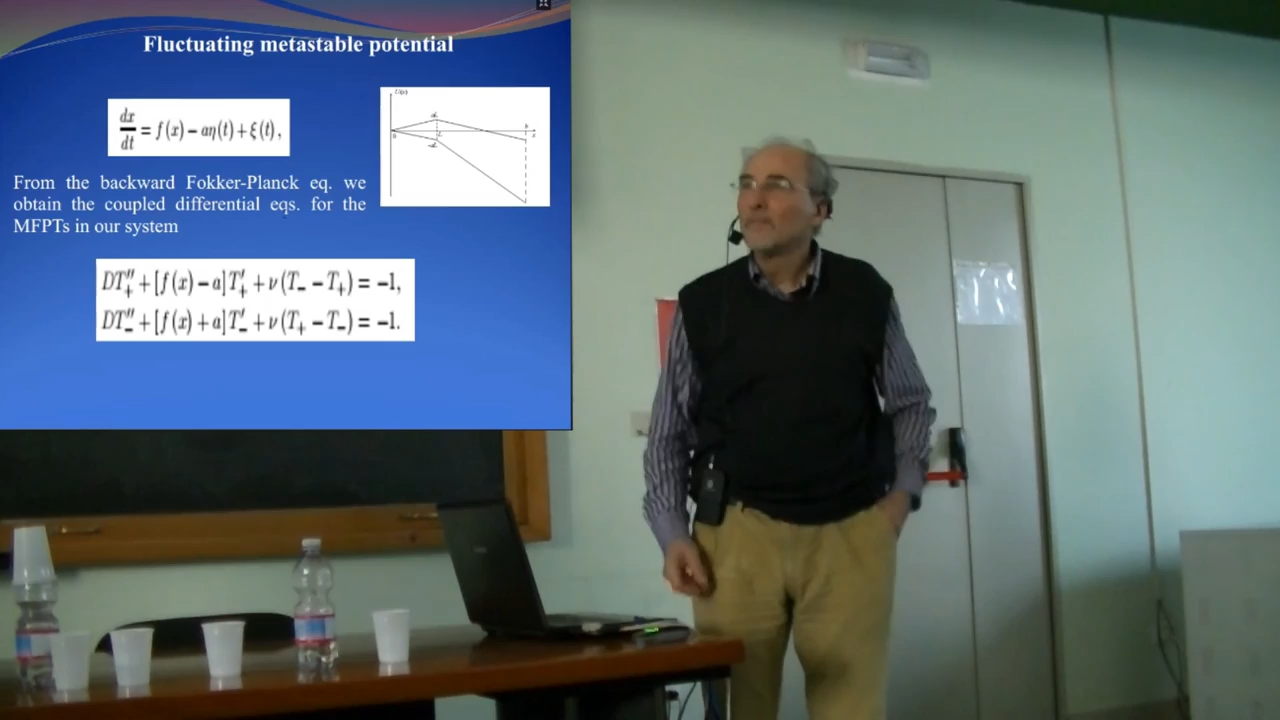 Fluctuating metastable potential
dx/dt = f(x) − aη(t) + ξ(t),
From the backward Fokker-Planck eq. we
obtain the coupled differential eqs. for the
MFPTs in our system
DT″₊ + [f(x) − a] T′₊ + ν(T₋ − T₊) = −1,
DT″₋ + [f(x) + a] T′₋ + ν(T₊ − T₋) = −1.